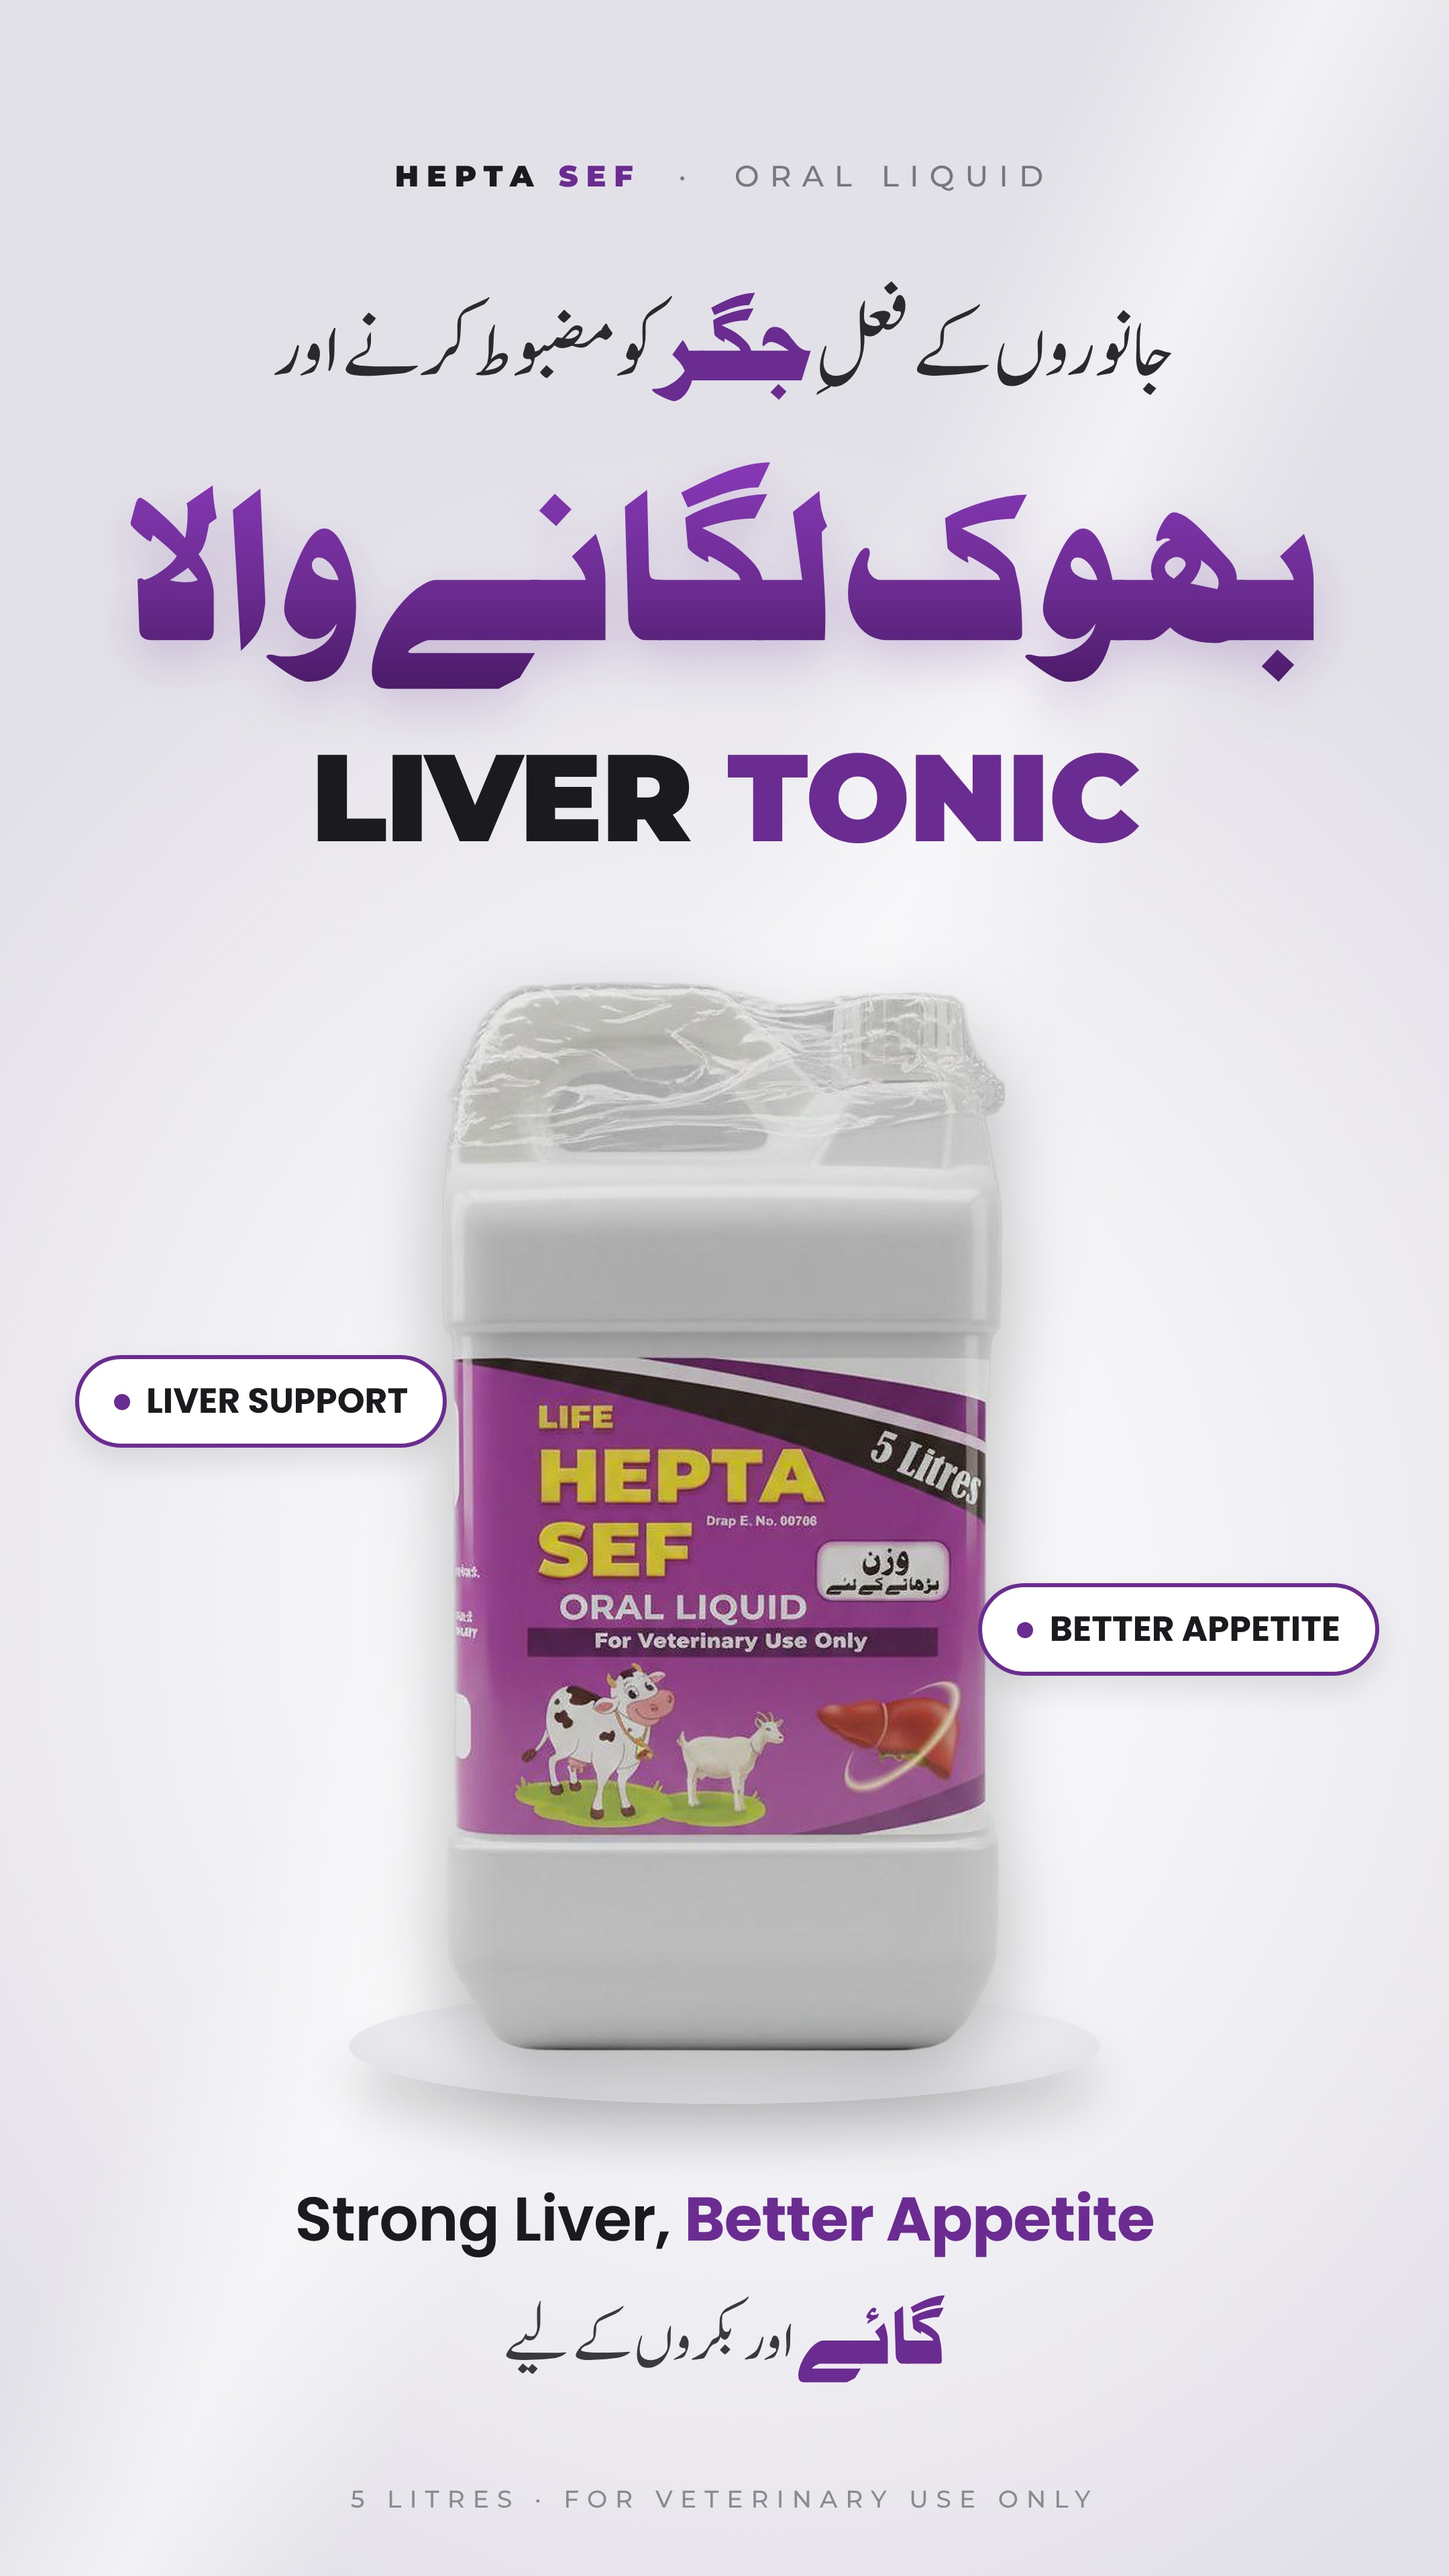 HEPTA SEF · ORAL LIQUID
جانوروں کے فعلِ جگر کو مضبوط کرنے اور
بھوک لگانے والا
LIVER TONIC
LIVER SUPPORT
LIFE
HEPTA
SEF
5 Litres
Drap E. No. 00706
وزن
بڑھانے کے لئے
ORAL LIQUID
For Veterinary Use Only
BETTER APPETITE
Strong Liver, Better Appetite
گائے اور بکروں کے لیے
5 LITRES · FOR VETERINARY USE ONLY